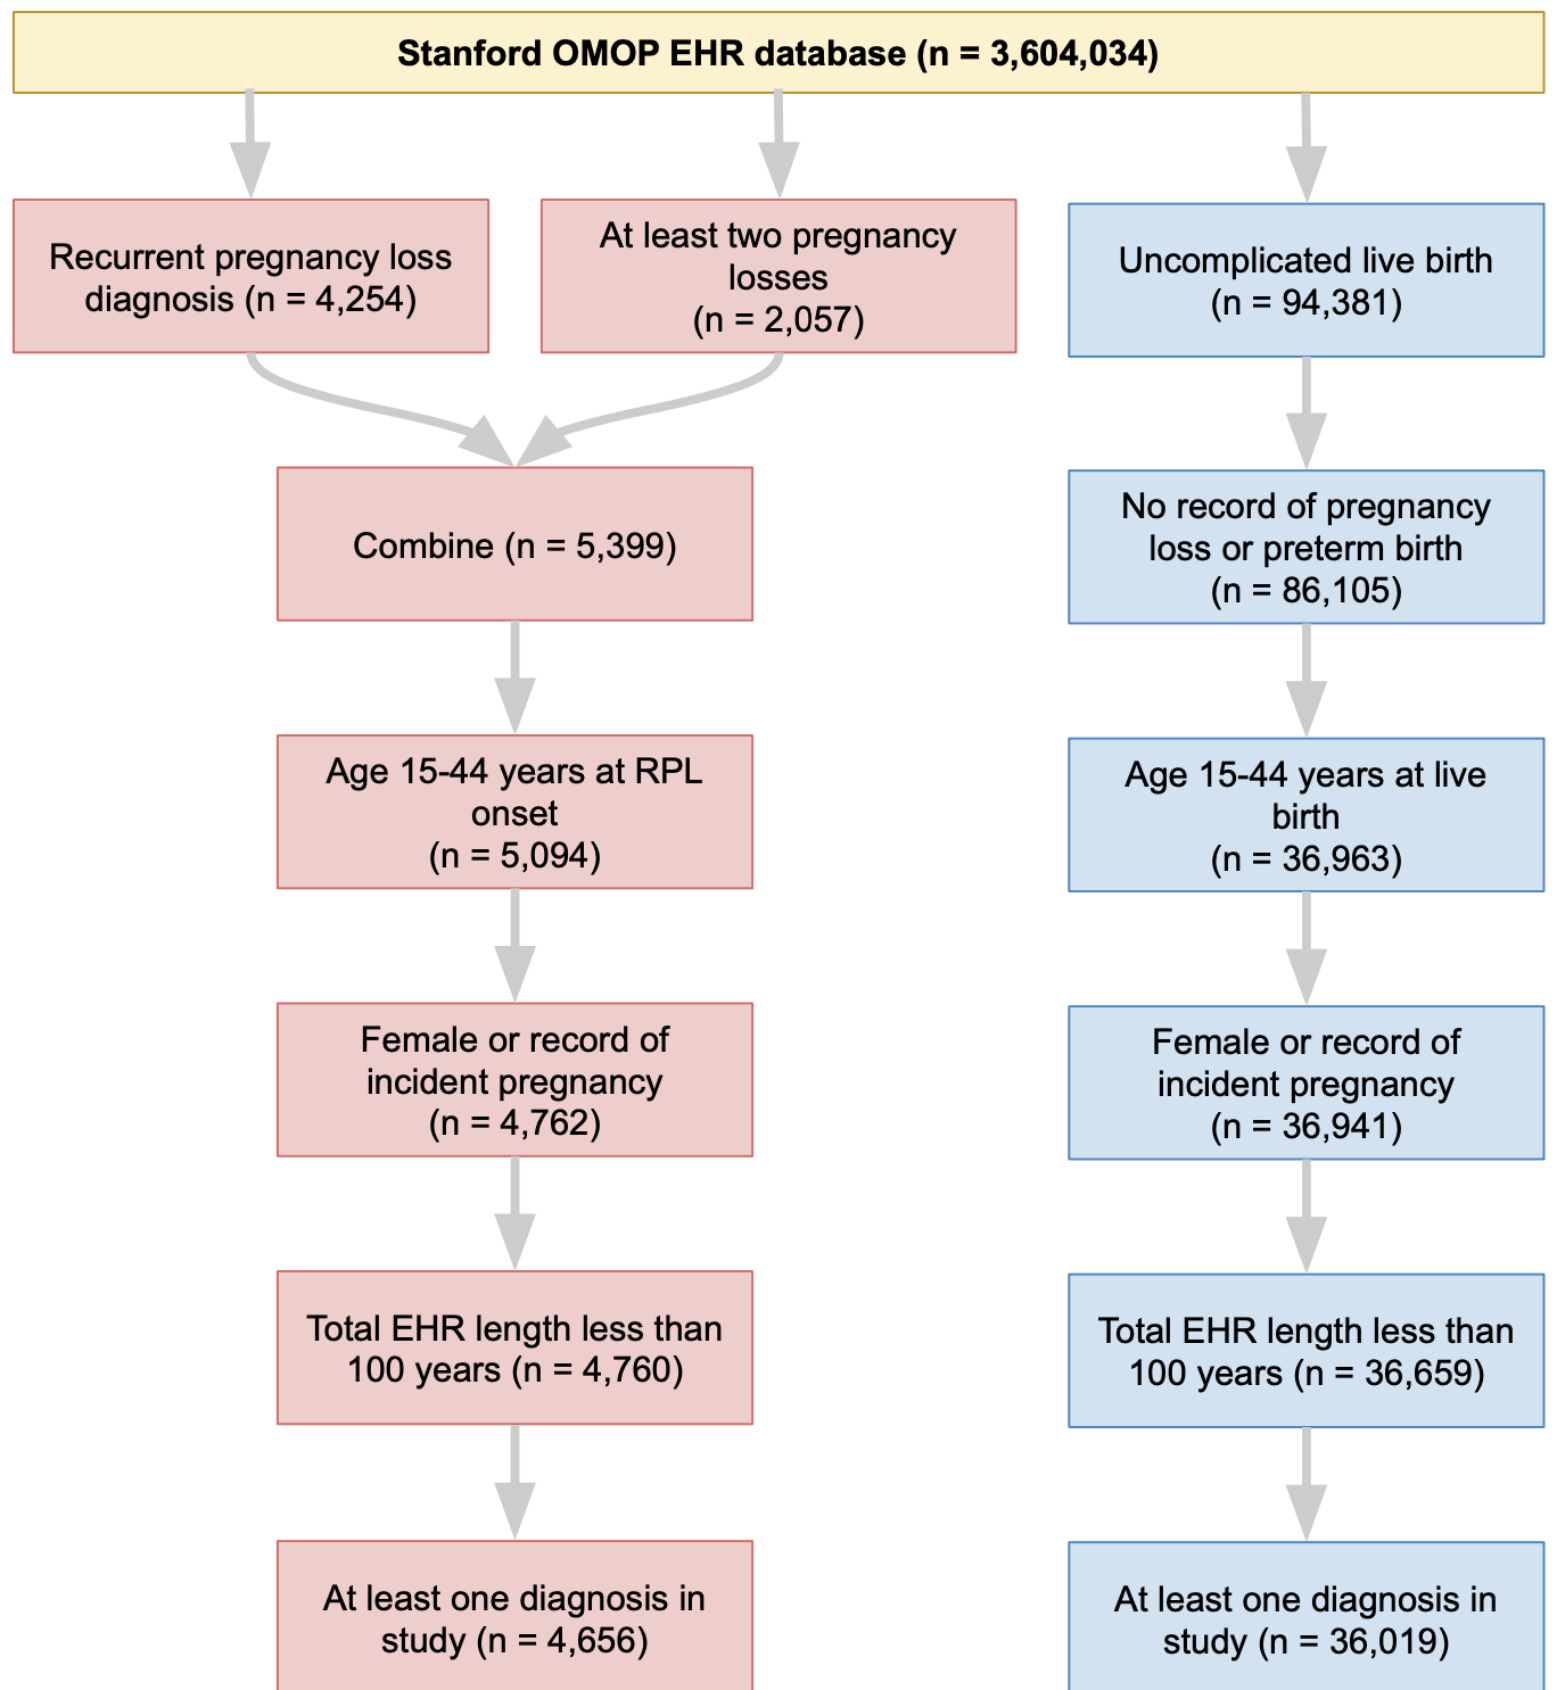 Stanford OMOP EHR database (n = 3,604,034)
Recurrent pregnancy loss
diagnosis (n = 4,254)
At least two pregnancy
losses
(n = 2,057)
Uncomplicated live birth
(n = 94,381)
Combine (n = 5,399)
No record of pregnancy
loss or preterm birth
(n = 86,105)
Age 15-44 years at RPL
onset
(n = 5,094)
Age 15-44 years at live
birth
(n = 36,963)
Female or record of
incident pregnancy
(n = 4,762)
Female or record of
incident pregnancy
(n = 36,941)
Total EHR length less than
100 years (n = 4,760)
Total EHR length less than
100 years (n = 36,659)
At least one diagnosis in
study (n = 4,656)
At least one diagnosis in
study (n = 36,019)